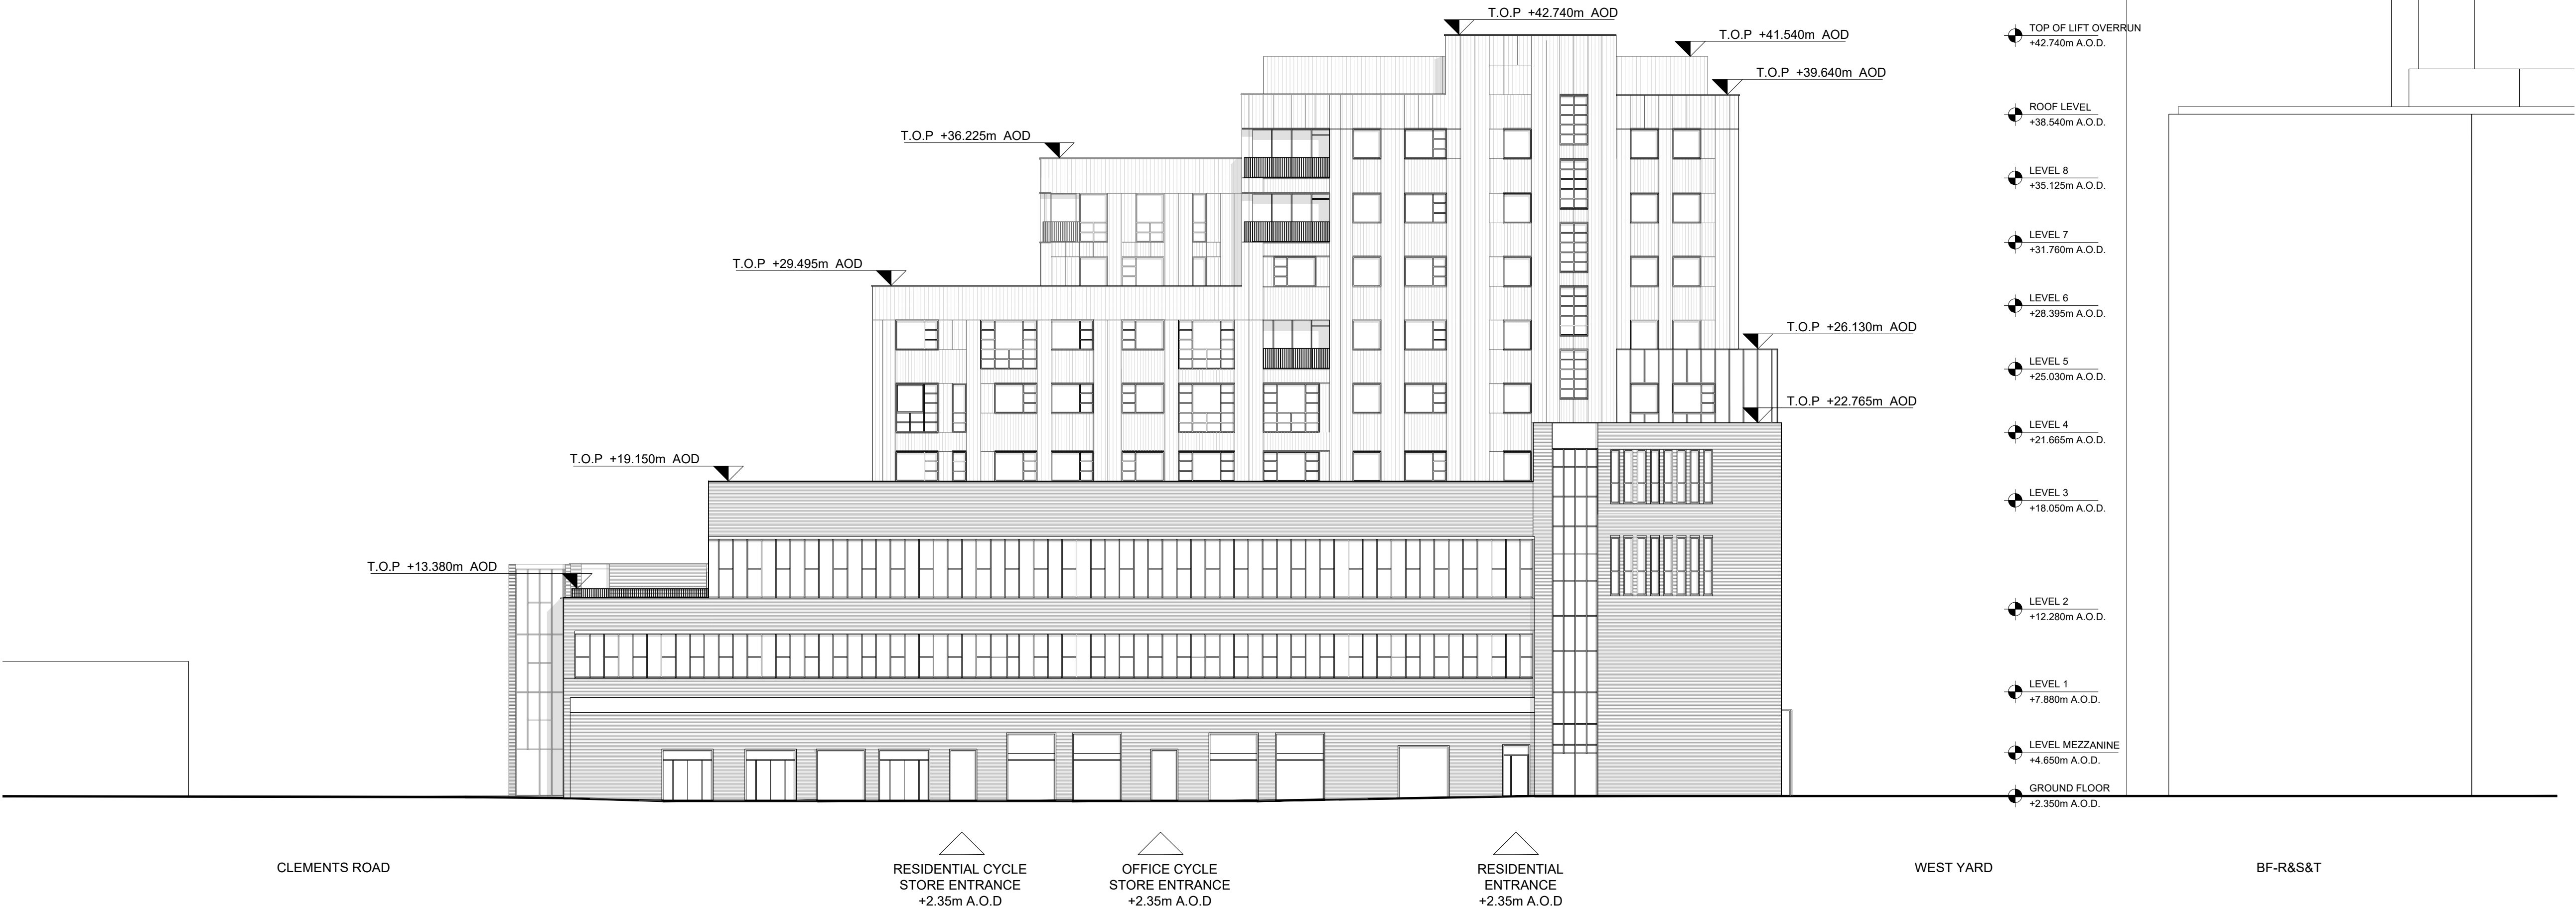 T.O.P +42.740m AOD
T.O.P +41.540m AOD
T.O.P +39.640m AOD
T.O.P +36.225m AOD
T.O.P +29.495m AOD
T.O.P +26.130m AOD
T.O.P +22.765m AOD
T.O.P +19.150m AOD
T.O.P +13.380m AOD
TOP OF LIFT OVERRUN
+42.740m A.O.D.
ROOF LEVEL
+38.540m A.O.D.
LEVEL 8
+35.125m A.O.D.
LEVEL 7
+31.760m A.O.D.
LEVEL 6
+28.395m A.O.D.
LEVEL 5
+25.030m A.O.D.
LEVEL 4
+21.665m A.O.D.
LEVEL 3
+18.050m A.O.D.
LEVEL 2
+12.280m A.O.D.
LEVEL 1
+7.880m A.O.D.
LEVEL MEZZANINE
+4.650m A.O.D.
GROUND FLOOR
+2.350m A.O.D.
CLEMENTS ROAD
RESIDENTIAL CYCLE
STORE ENTRANCE
+2.35m A.O.D
OFFICE CYCLE
STORE ENTRANCE
+2.35m A.O.D
RESIDENTIAL
ENTRANCE
+2.35m A.O.D
WEST YARD
BF-R&S&T